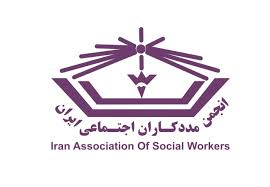 انجمن مددکاران اجتماعی ایران
Iran Association Of Social Workers